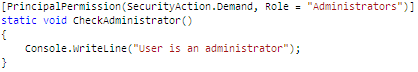 [PrincipalPermission(SecurityAction.Demand, Role = "Administrators")]
static void CheckAdministrator()
{
    Console.WriteLine("User is an administrator");
}